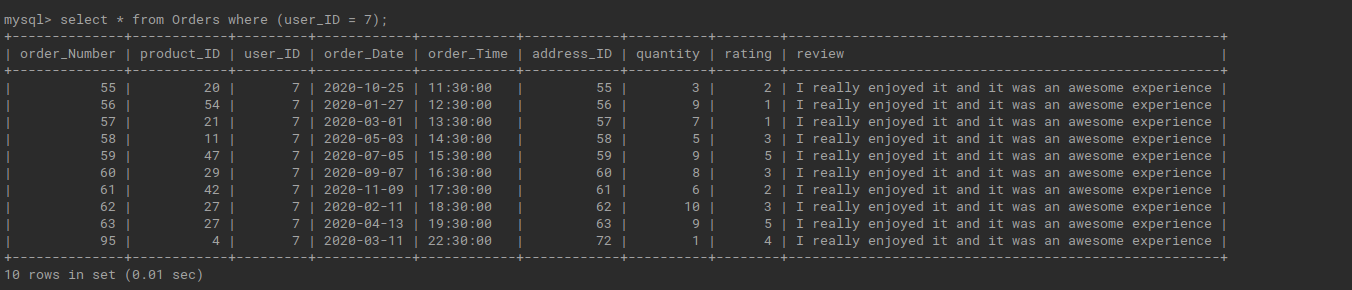 mysql> select * from Orders where (user_ID = 7);
+--------------+------------+---------+------------+------------+------------+----------+--------+-----------------------------------------------------+
| order_Number | product_ID | user_ID | order_Date | order_Time | address_ID | quantity | rating | review                                              |
+--------------+------------+---------+------------+------------+------------+----------+--------+-----------------------------------------------------+
|           55 |         20 |       7 | 2020-10-25 | 11:30:00   |         55 |        3 |      2 | I really enjoyed it and it was an awesome experience |
|           56 |         54 |       7 | 2020-01-27 | 12:30:00   |         56 |        9 |      1 | I really enjoyed it and it was an awesome experience |
|           57 |         21 |       7 | 2020-03-01 | 13:30:00   |         57 |        7 |      1 | I really enjoyed it and it was an awesome experience |
|           58 |         11 |       7 | 2020-05-03 | 14:30:00   |         58 |        5 |      3 | I really enjoyed it and it was an awesome experience |
|           59 |         47 |       7 | 2020-07-05 | 15:30:00   |         59 |        9 |      5 | I really enjoyed it and it was an awesome experience |
|           60 |         29 |       7 | 2020-09-07 | 16:30:00   |         60 |        8 |      3 | I really enjoyed it and it was an awesome experience |
|           61 |         42 |       7 | 2020-11-09 | 17:30:00   |         61 |        6 |      2 | I really enjoyed it and it was an awesome experience |
|           62 |         27 |       7 | 2020-02-11 | 18:30:00   |         62 |       10 |      3 | I really enjoyed it and it was an awesome experience |
|           63 |         27 |       7 | 2020-04-13 | 19:30:00   |         63 |        9 |      5 | I really enjoyed it and it was an awesome experience |
|           95 |          4 |       7 | 2020-03-11 | 22:30:00   |         72 |        1 |      4 | I really enjoyed it and it was an awesome experience |
+--------------+------------+---------+------------+------------+------------+----------+--------+-----------------------------------------------------+
10 rows in set (0.01 sec)